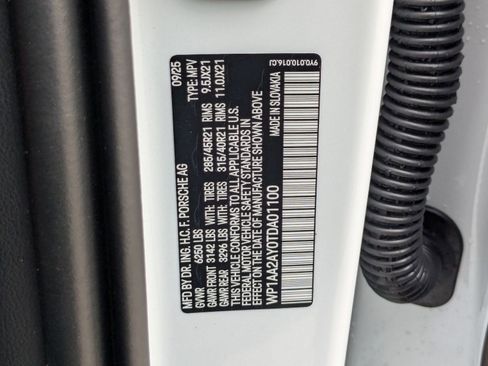 MFD BY DR. ING. H.C. F. PORSCHE AG 09/25
GVWR 6250 LBS TYPE: MPV
GAWR FRONT 3142 LBS WITH: TIRES 285/45R21 RIMS 9.5JX21
GAWR REAR 3296 LBS WITH: TIRES 315/40R21 RIMS 11.0JX21
THIS VEHICLE CONFORMS TO ALL APPLICABLE U.S.
FEDERAL MOTOR VEHICLE SAFETY STANDARDS IN
EFFECT ON THE DATE OF MANUFACTURE SHOWN ABOVE
WP1AA2AY0TDA01100 MADE IN SLOVAKIA
9Y0.010.016.CJ